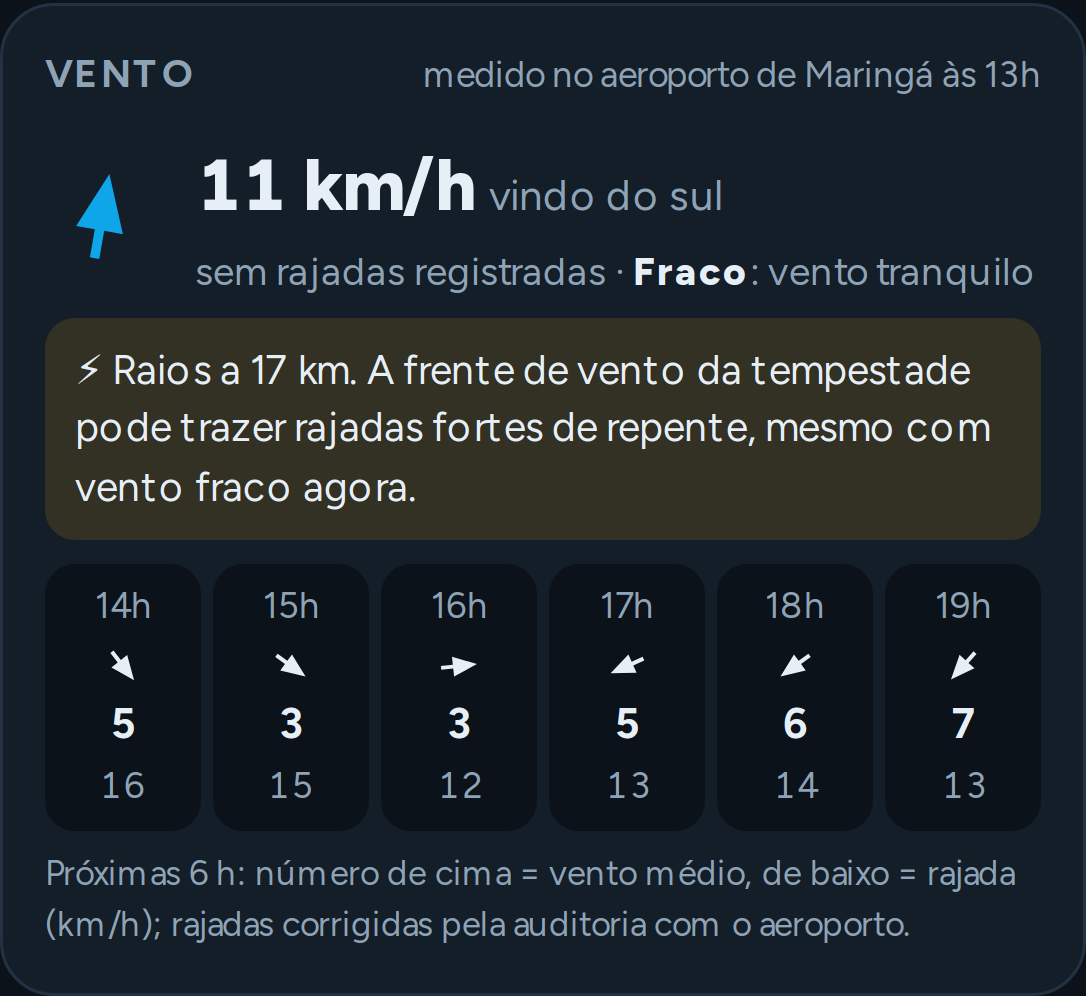 VENTO
medido no aeroporto de Maringá às 13h
11 km/h vindo do sul
sem rajadas registradas · Fraco: vento tranquilo
⚡ Raios a 17 km. A frente de vento da tempestade
pode trazer rajadas fortes de repente, mesmo com
vento fraco agora.
14h 15h 16h 17h 18h 19h
5 3 3 5 6 7
16 15 12 13 14 13
Próximas 6 h: número de cima = vento médio, de baixo = rajada
(km/h); rajadas corrigidas pela auditoria com o aeroporto.